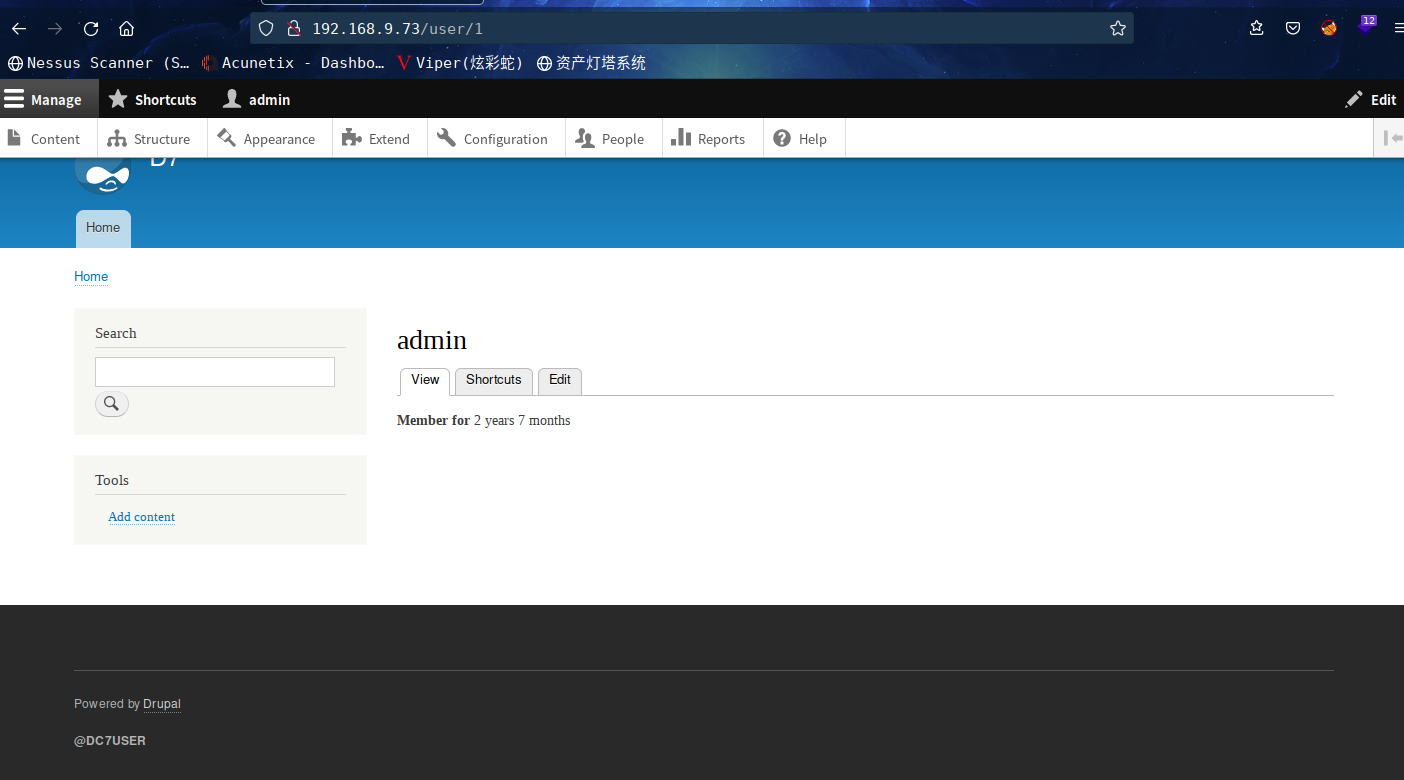 192.168.9.73/user/1
12
Nessus Scanner (S… Acunetix - Dashbo… Viper(炫彩蛇) 资产灯塔系统
Manage Shortcuts admin Edit
Content Structure Appearance Extend Configuration People Reports Help
D7
Home
Home
Search
admin
View Shortcuts Edit
Member for 2 years 7 months
Tools
Add content
Powered by Drupal
@DC7USER